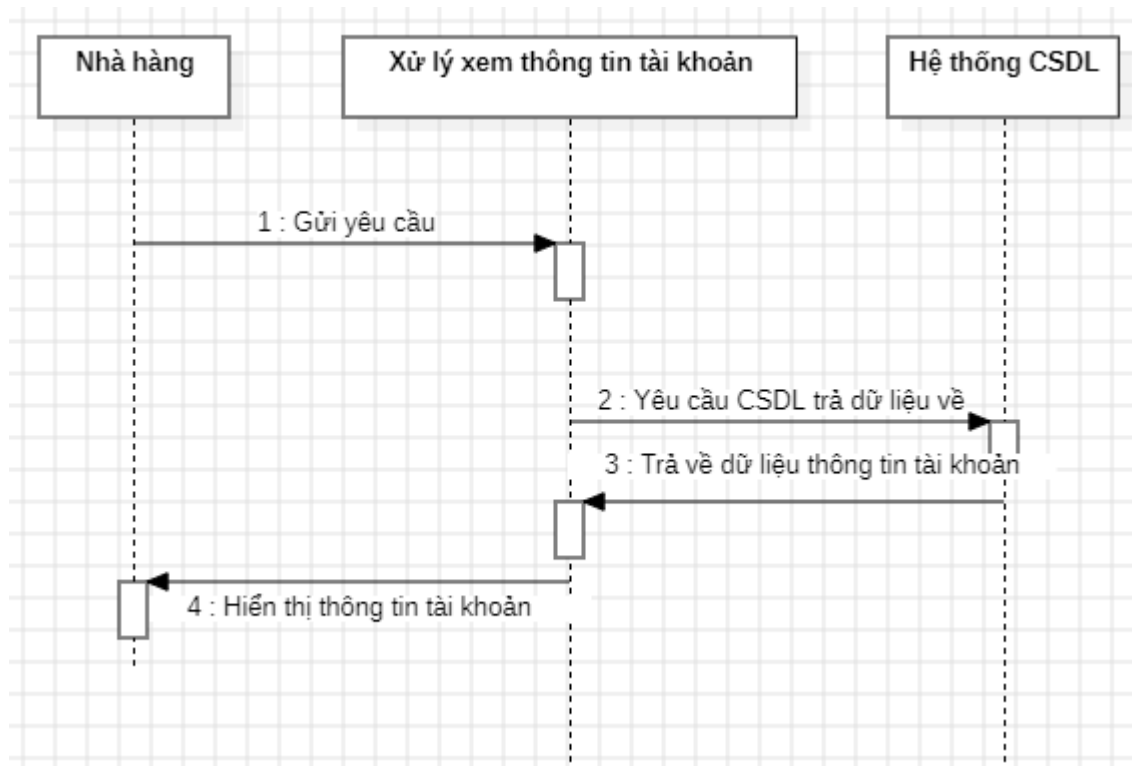 Nhà hàng
Xử lý xem thông tin tài khoản
Hệ thống CSDL
1 : Gửi yêu cầu
2 : Yêu cầu CSDL trả dữ liệu về
3 : Trả về dữ liệu thông tin tài khoản
4 : Hiển thị thông tin tài khoản